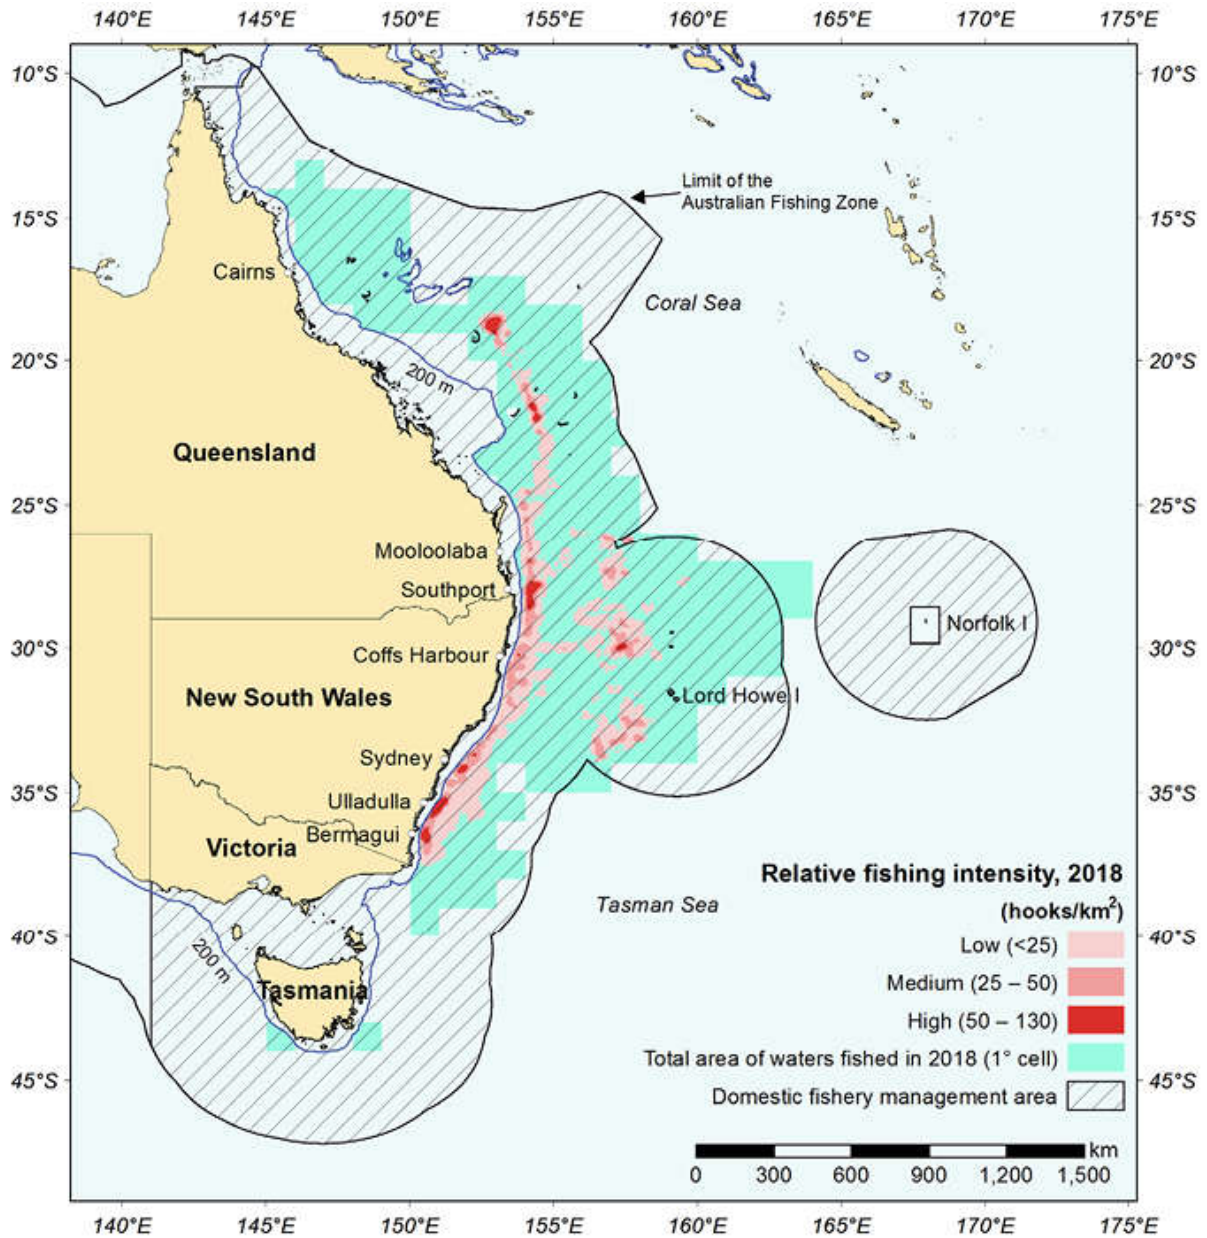 140°E 145°E 150°E 155°E 160°E 165°E 170°E 175°E
10°S 10°S
Limit of the
Australian Fishing Zone
15°S 15°S
Cairns
Coral Sea
20°S 20°S
200 m
Queensland
25°S 25°S
Mooloolaba
Southport
Norfolk I
30°S 30°S
Coffs Harbour
New South Wales
Lord Howe I
Sydney
35°S 35°S
Ulladulla
Bermagui
Victoria
Relative fishing intensity, 2018
(hooks/km²)
Tasman Sea
40°S 40°S
Low (<25)
200 m
Medium (25 – 50)
Tasmania
High (50 – 130)
Total area of waters fished in 2018 (1° cell)
45°S 45°S
Domestic fishery management area
km
0 300 600 900 1,200 1,500
140°E 145°E 150°E 155°E 160°E 165°E 170°E 175°E